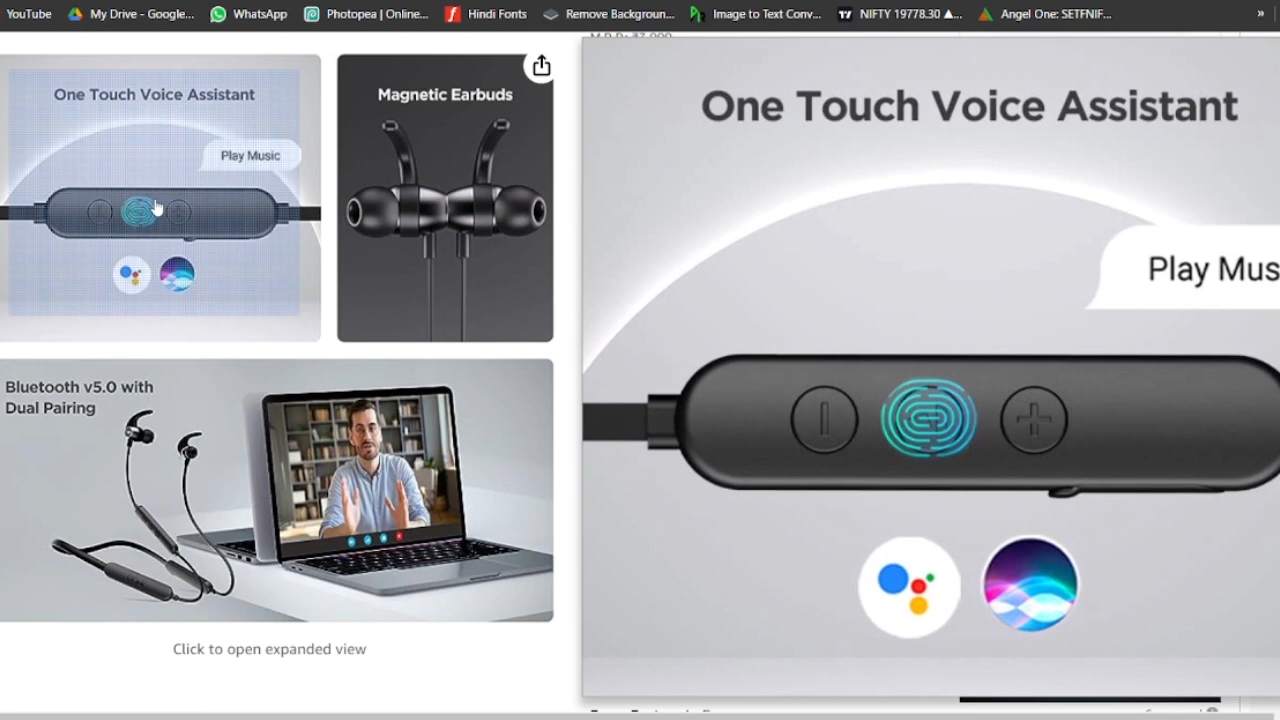 YouTube
My Drive - Google...
WhatsApp
Photopea | Online...
Hindi Fonts
Remove Backgroun...
Image to Text Conv...
NIFTY 19778.30 ▲...
Angel One: SETFNIF...
»
One Touch Voice Assistant
Play Music
Magnetic Earbuds
Bluetooth v5.0 with
Dual Pairing
Click to open expanded view
One Touch Voice Assistant
Play Mus